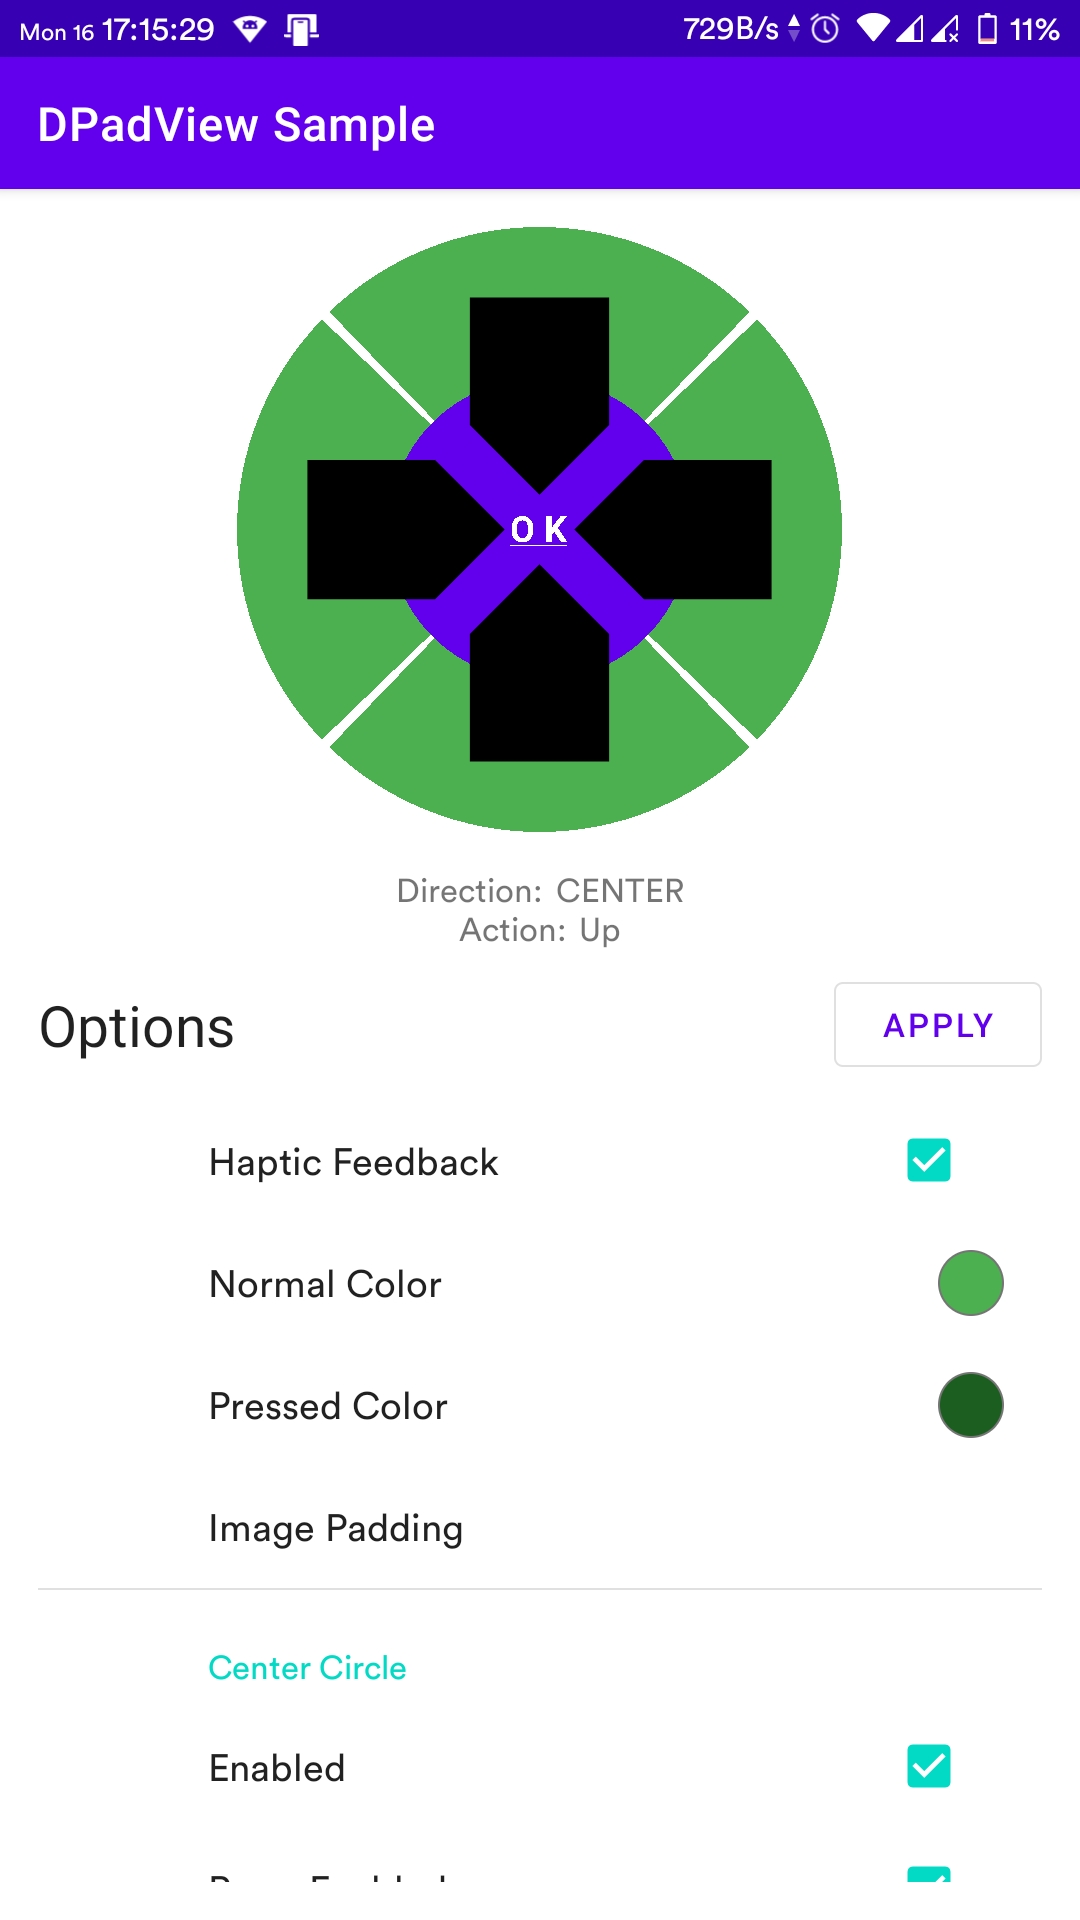 Mon 16 17:15:29 729B/s 11%
DPadView Sample
OK
Direction: CENTER
Action: Up
Options APPLY
Haptic Feedback
Normal Color
Pressed Color
Image Padding
Center Circle
Enabled